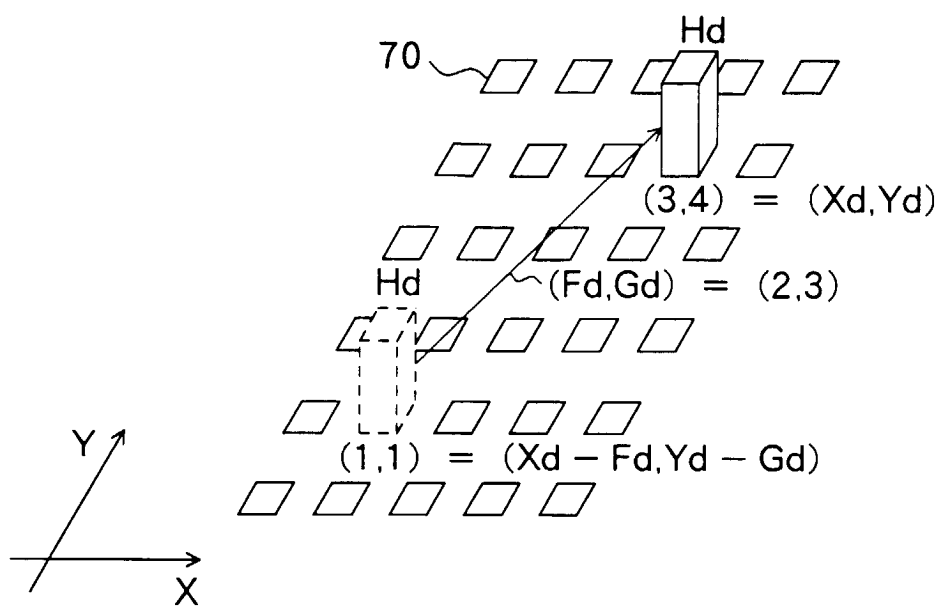 Hd
70
(3,4) = (Xd,Yd)
(Fd,Gd) = (2,3)
Hd
(1,1) = (Xd – Fd,Yd – Gd)
Y
X